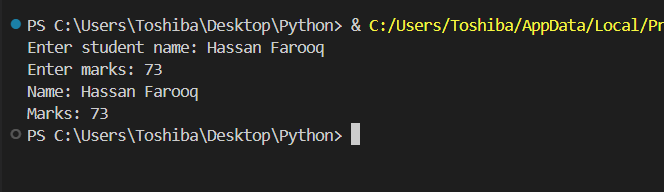 PS C:\Users\Toshiba\Desktop\Python> & C:/Users/Toshiba/AppData/Local/Pr
Enter student name: Hassan Farooq
Enter marks: 73
Name: Hassan Farooq
Marks: 73
PS C:\Users\Toshiba\Desktop\Python>